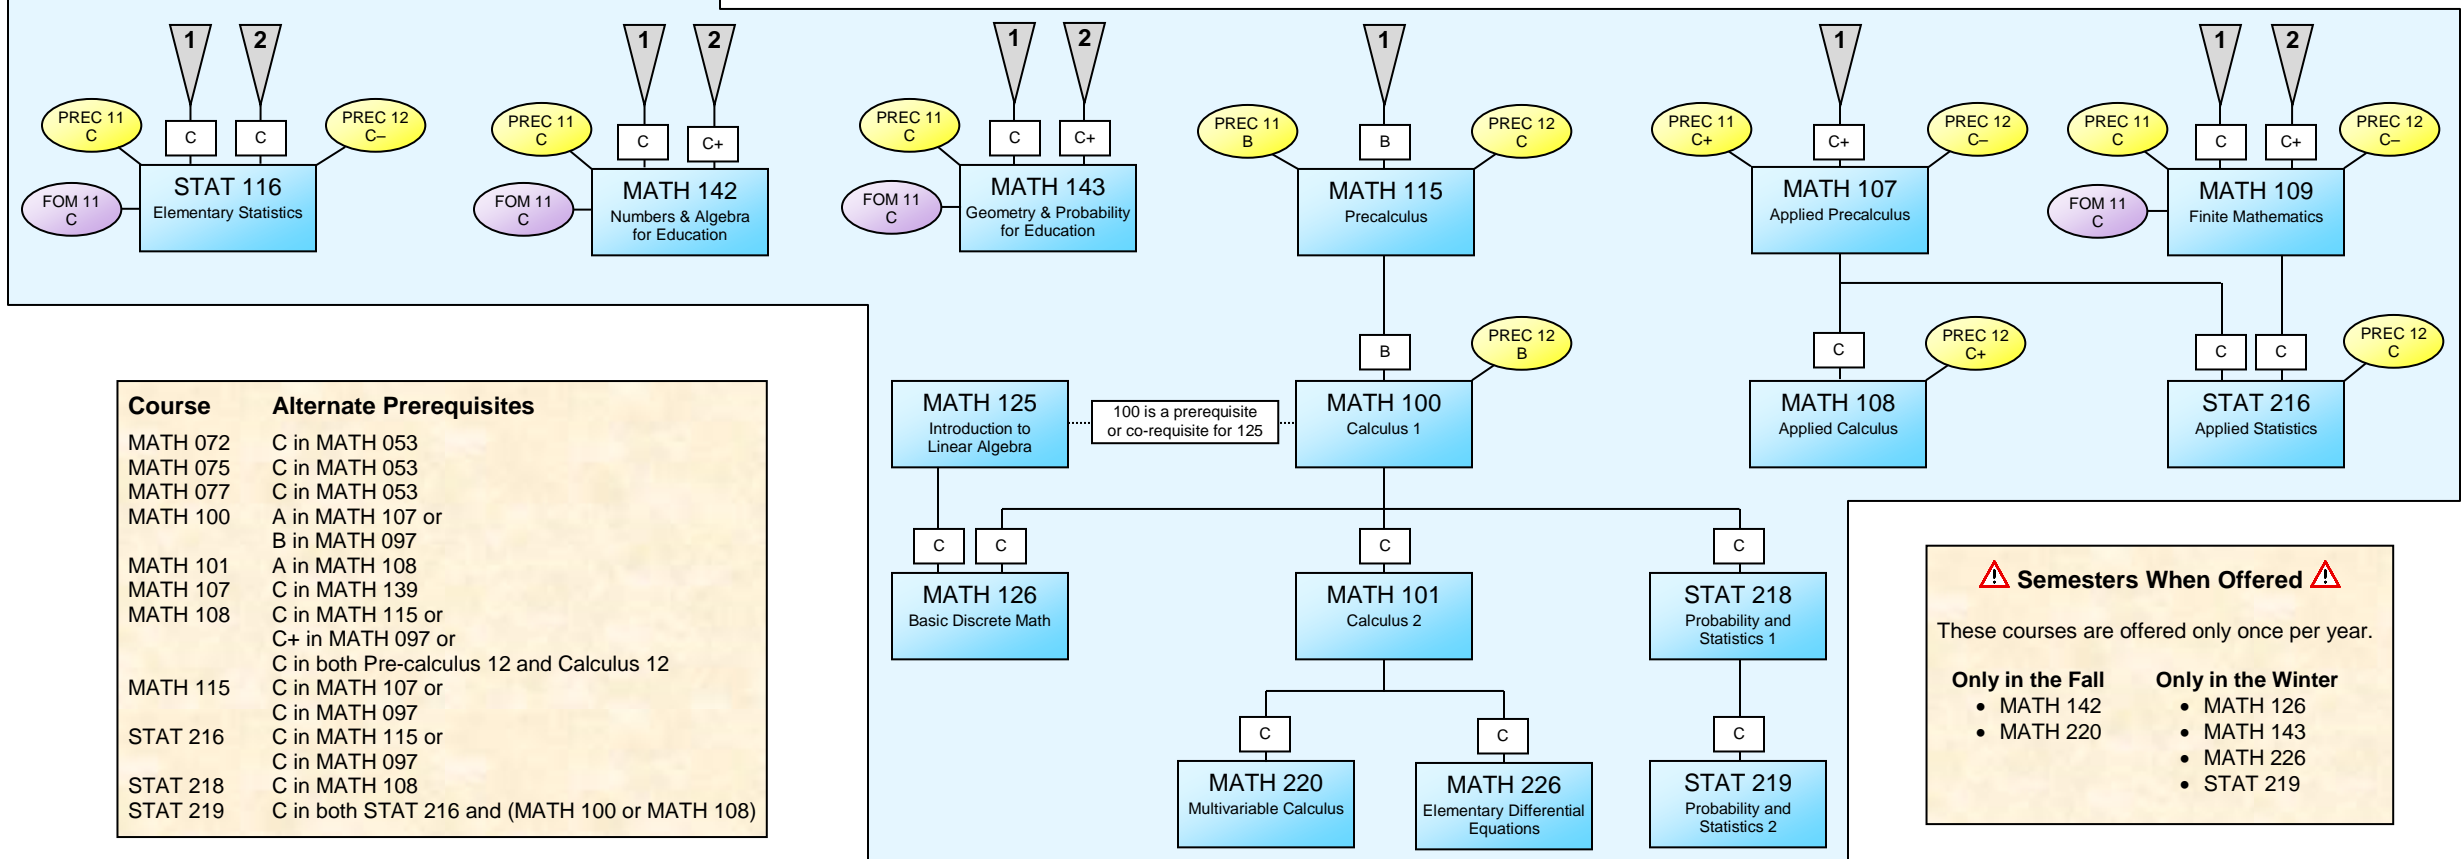 1
2
1
2
1
2
1
1
1
2
PREC 11
C
C
C
PREC 12
C–
FOM 11
C
STAT 116
Elementary Statistics
PREC 11
C
C
C+
FOM 11
C
MATH 142
Numbers & Algebra
for Education
PREC 11
C
C
C+
FOM 11
C
MATH 143
Geometry & Probability
for Education
PREC 11
B
B
PREC 12
C
MATH 115
Precalculus
PREC 11
C+
C+
PREC 12
C–
MATH 107
Applied Precalculus
PREC 11
C
C
C+
PREC 12
C–
FOM 11
C
MATH 109
Finite Mathematics
B
PREC 12
B
C
PREC 12
C+
C
C
PREC 12
C
MATH 125
Introduction to
Linear Algebra
100 is a prerequisite
or co-requisite for 125
MATH 100
Calculus 1
MATH 108
Applied Calculus
STAT 216
Applied Statistics
C
C
C
C
MATH 126
Basic Discrete Math
MATH 101
Calculus 2
STAT 218
Probability and
Statistics 1
C
C
C
MATH 220
Multivariable Calculus
MATH 226
Elementary Differential
Equations
STAT 219
Probability and
Statistics 2
Course Alternate Prerequisites
MATH 072 C in MATH 053
MATH 075 C in MATH 053
MATH 077 C in MATH 053
MATH 100 A in MATH 107 or
B in MATH 097
MATH 101 A in MATH 108
MATH 107 C in MATH 139
MATH 108 C in MATH 115 or
C+ in MATH 097 or
C in both Pre-calculus 12 and Calculus 12
MATH 115 C in MATH 107 or
C in MATH 097
STAT 216 C in MATH 115 or
C in MATH 097
STAT 218 C in MATH 108
STAT 219 C in both STAT 216 and (MATH 100 or MATH 108)
Semesters When Offered
These courses are offered only once per year.
Only in the Fall
• MATH 142
• MATH 220
Only in the Winter
• MATH 126
• MATH 143
• MATH 226
• STAT 219